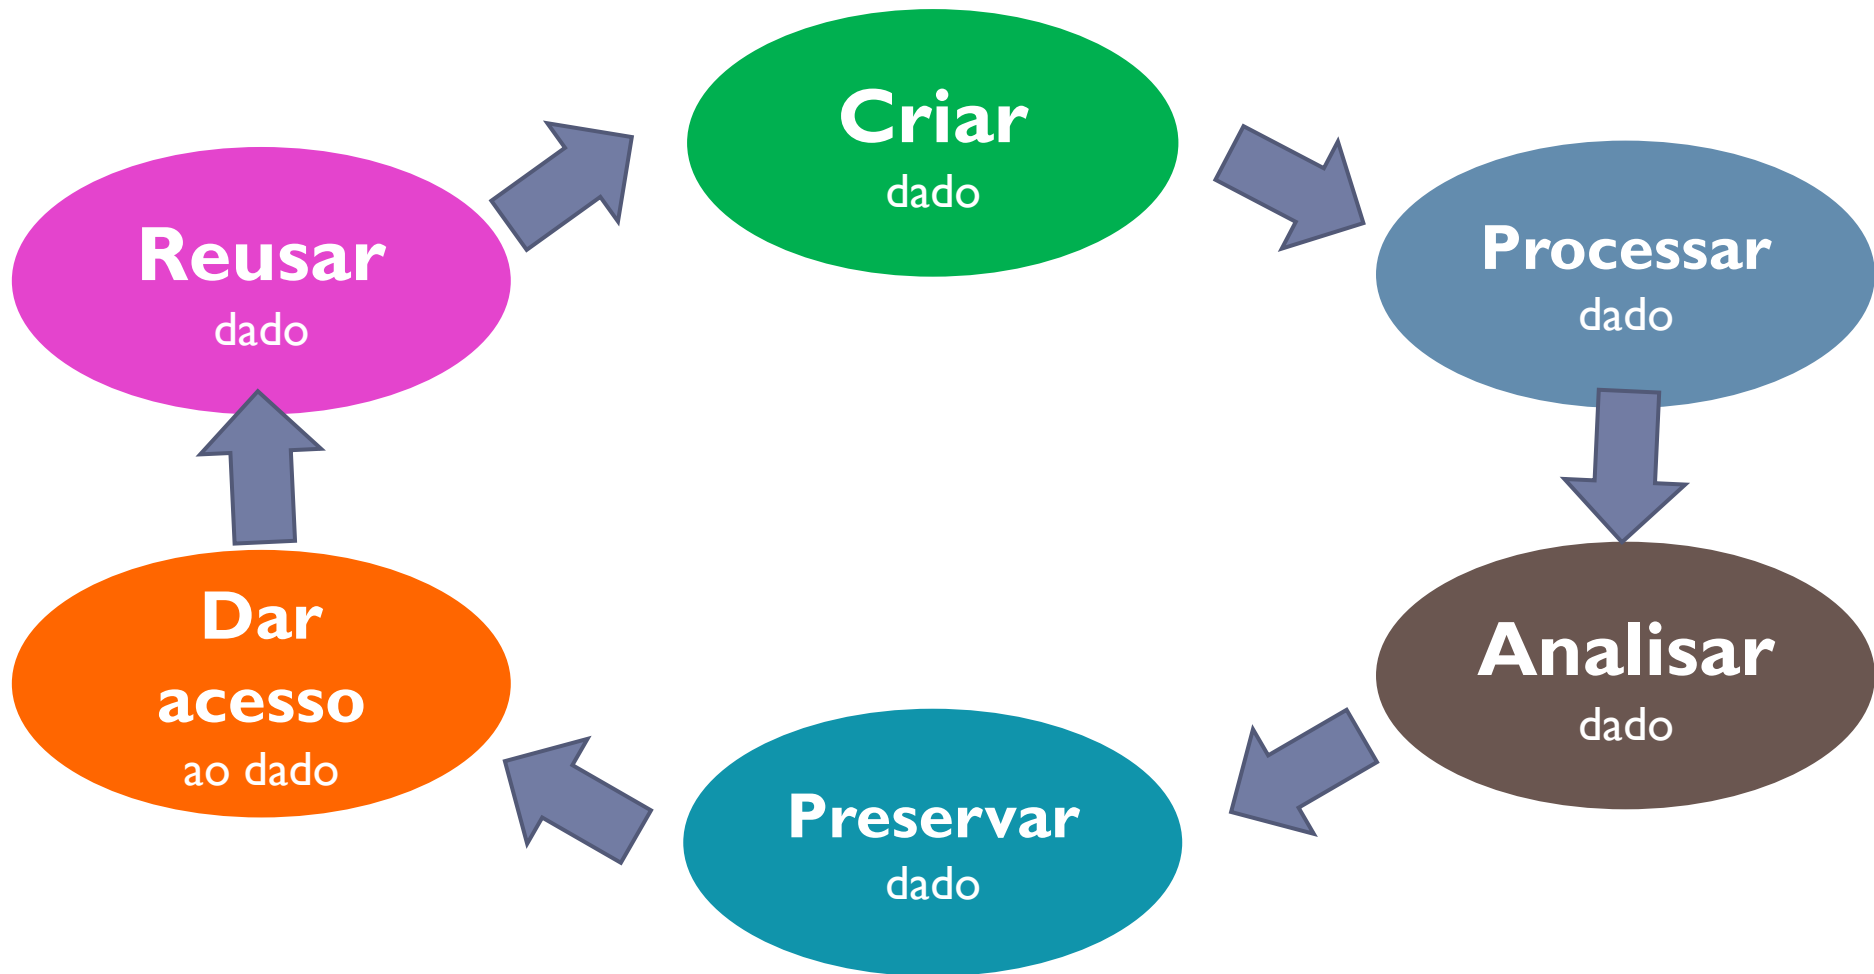 Criar
dado
Processar
dado
Analisar
dado
Preservar
dado
Dar
acesso
ao dado
Reusar
dado